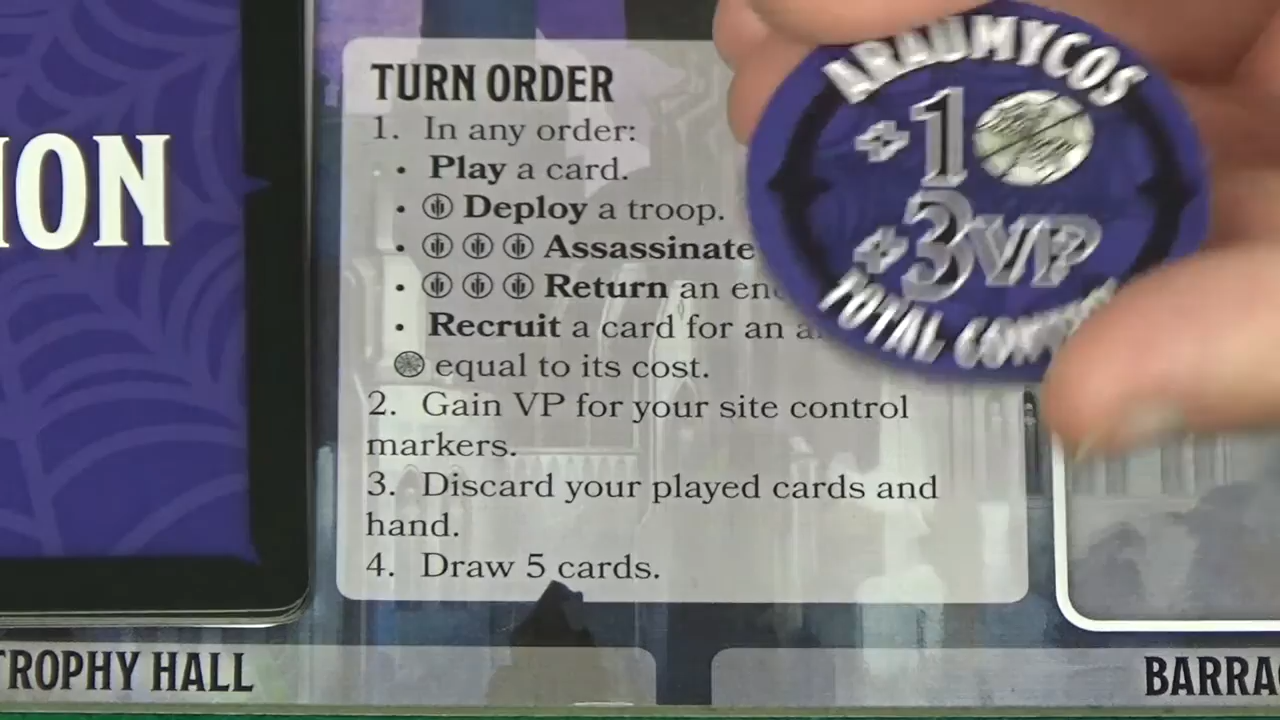 ION
TURN ORDER
1. In any order:
• Play a card.
• Deploy a troop.
• Assassinate
• Return an
• Recruit a card for an
equal to its cost.
2. Gain VP for your site control
markers.
3. Discard your played cards and
hand.
4. Draw 5 cards.
ARAUMYCOS
+1
+3 VP
TOTAL
TROPHY HALL
BARRA